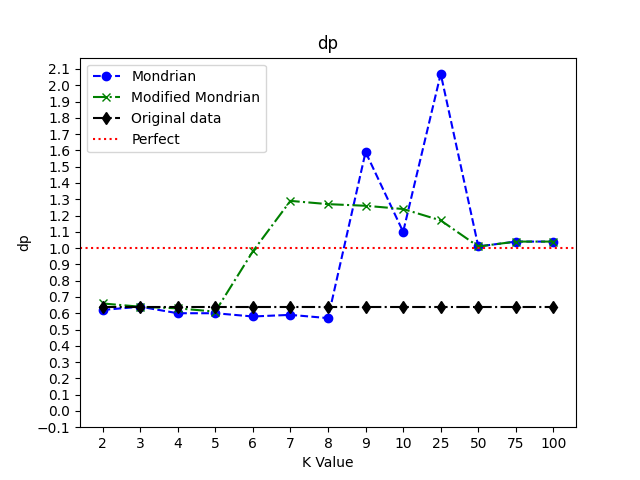 dp
Mondrian
Modified Mondrian
Original data
Perfect
dp
2.1
2.0
1.9
1.8
1.7
1.6
1.5
1.4
1.3
1.2
1.1
1.0
0.9
0.8
0.7
0.6
0.5
0.4
0.3
0.2
0.1
0.0
−0.1
2 3 4 5 6 7 8 9 10 25 50 75 100
K Value